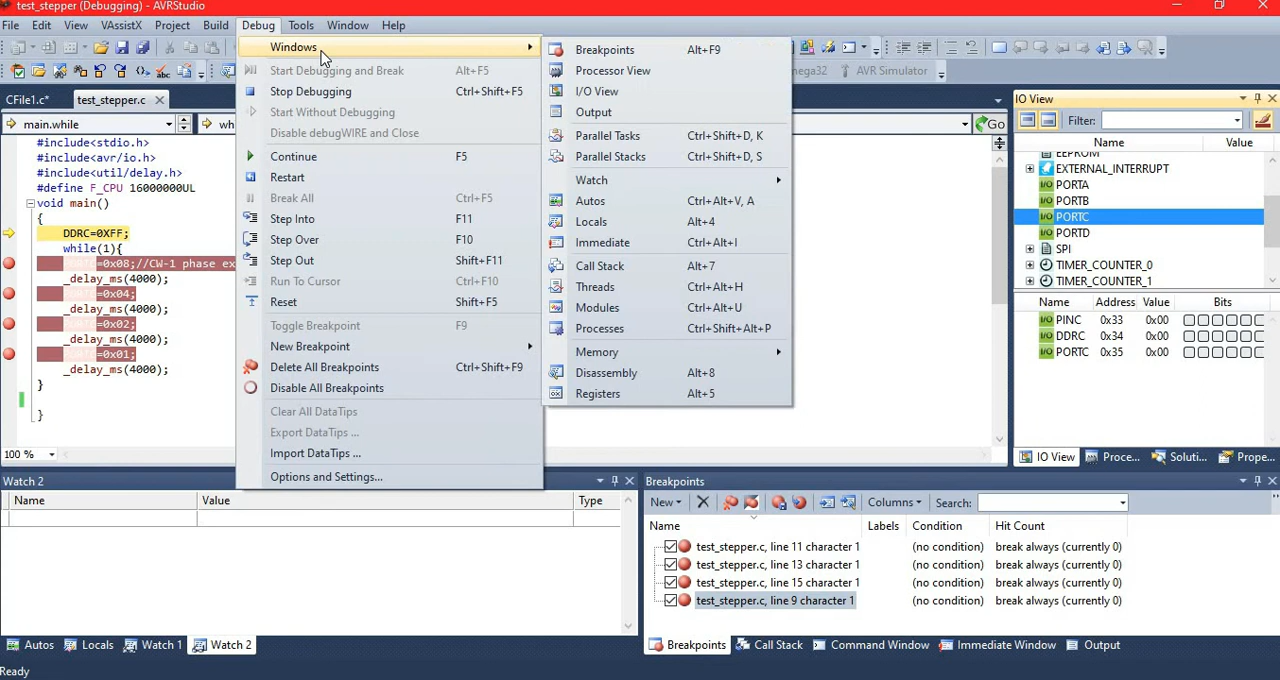 test_stepper (Debugging) - AVRStudio
File Edit View VAssistX Project Build Debug Tools Window Help
mega32 AVR Simulator
CFile1.c* test_stepper.c
main.while wh Go
#include<stdio.h>
#include<avr/io.h>
#include<util/delay.h>
#define F_CPU 16000000UL
void main()
{
DDRC=0XFF;
while(1){
=0x08;//CW-1 phase ex
_delay_ms(4000);
=0x04;
_delay_ms(4000);
=0x02;
_delay_ms(4000);
=0x01;
_delay_ms(4000);
}
}
100 %
Windows
Start Debugging and Break Alt+F5
Stop Debugging Ctrl+Shift+F5
Start Without Debugging
Disable debugWIRE and Close
Continue F5
Restart
Break All Ctrl+F5
Step Into F11
Step Over F10
Step Out Shift+F11
Run To Cursor Ctrl+F10
Reset Shift+F5
Toggle Breakpoint F9
New Breakpoint
Delete All Breakpoints Ctrl+Shift+F9
Disable All Breakpoints
Clear All DataTips
Export DataTips ...
Import DataTips ...
Options and Settings...
Breakpoints Alt+F9
Processor View
I/O View
Output
Parallel Tasks Ctrl+Shift+D, K
Parallel Stacks Ctrl+Shift+D, S
Watch
Autos Ctrl+Alt+V, A
Locals Alt+4
Immediate Ctrl+Alt+I
Call Stack Alt+7
Threads Ctrl+Alt+H
Modules Ctrl+Alt+U
Processes Ctrl+Shift+Alt+P
Memory
Disassembly Alt+8
Registers Alt+5
IO View
Filter:
Name Value
EEPROM
EXTERNAL_INTERRUPT
I/O PORTA
I/O PORTB
I/O PORTC
I/O PORTD
SPI
TIMER_COUNTER_0
TIMER_COUNTER_1
Name Address Value Bits
I/O PINC 0x33 0x00
I/O DDRC 0x34 0x00
I/O PORTC 0x35 0x00
IO View Proce... Soluti... Prope...
Watch 2
Name Value Type
Autos Locals Watch 1 Watch 2
Breakpoints
New Columns Search:
Name Labels Condition Hit Count
test_stepper.c, line 11 character 1 (no condition) break always (currently 0)
test_stepper.c, line 13 character 1 (no condition) break always (currently 0)
test_stepper.c, line 15 character 1 (no condition) break always (currently 0)
test_stepper.c, line 9 character 1 (no condition) break always (currently 0)
Breakpoints Call Stack Command Window Immediate Window Output
Ready